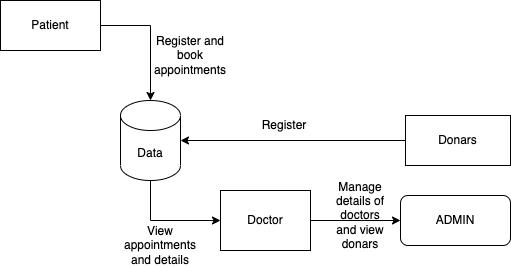 Patient
Register and
book
appointments
Data
Register
Donars
View
appointments
and details
Doctor
Manage
details of
doctors
and view
donars
ADMIN